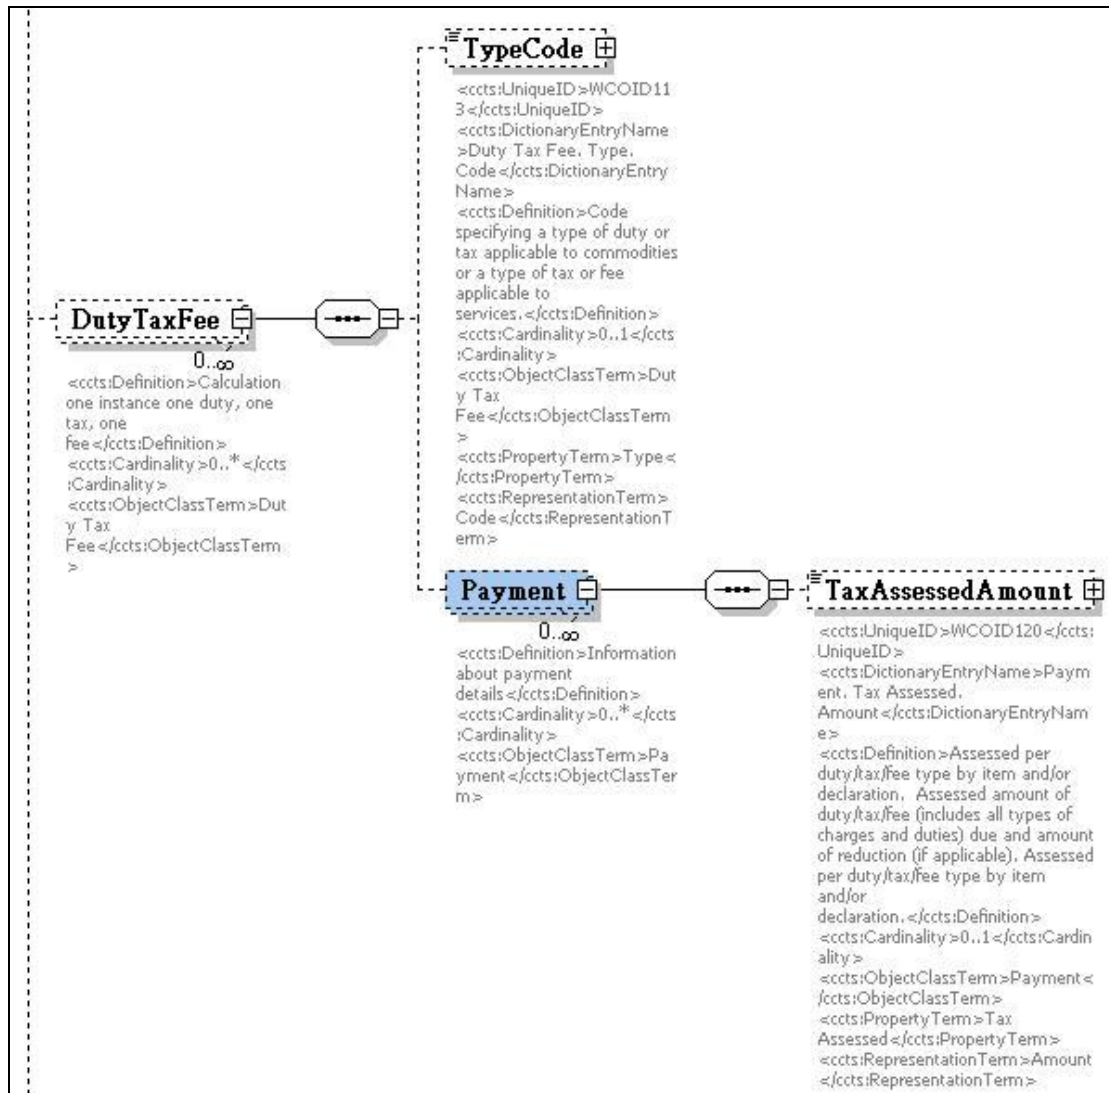 TypeCode
<ccts:UniqueID>WCOID11
3</ccts:UniqueID>
<ccts:DictionaryEntryName
>Duty Tax Fee. Type.
Code</ccts:DictionaryEntry
Name>
<ccts:Definition>Code
specifying a type of duty or
tax applicable to commodities
or a type of tax or fee
applicable to
services.</ccts:Definition>
<ccts:Cardinality>0..1</ccts
:Cardinality>
<ccts:ObjectClassTerm>Dut
y Tax
Fee</ccts:ObjectClassTerm
>
<ccts:PropertyTerm>Type<
/ccts:PropertyTerm>
<ccts:RepresentationTerm>
Code</ccts:RepresentationT
erm>
DutyTaxFee
0..∞
<ccts:Definition>Calculation
one instance one duty, one
tax, one
fee</ccts:Definition>
<ccts:Cardinality>0..*</ccts
:Cardinality>
<ccts:ObjectClassTerm>Dut
y Tax
Fee</ccts:ObjectClassTerm
>
Payment
0..∞
<ccts:Definition>Information
about payment
details</ccts:Definition>
<ccts:Cardinality>0..*</ccts
:Cardinality>
<ccts:ObjectClassTerm>Pa
yment</ccts:ObjectClassTer
m>
TaxAssessedAmount
<ccts:UniqueID>WCOID120</ccts:
UniqueID>
<ccts:DictionaryEntryName>Paym
ent. Tax Assessed.
Amount</ccts:DictionaryEntryNam
e>
<ccts:Definition>Assessed per
duty/tax/fee type by item and/or
declaration.  Assessed amount of
duty/tax/fee (includes all types of
charges and duties) due and amount
of reduction (if applicable). Assessed
per duty/tax/fee type by item
and/or
declaration.</ccts:Definition>
<ccts:Cardinality>0..1</ccts:Cardin
ality>
<ccts:ObjectClassTerm>Payment<
/ccts:ObjectClassTerm>
<ccts:PropertyTerm>Tax
Assessed</ccts:PropertyTerm>
<ccts:RepresentationTerm>Amount
</ccts:RepresentationTerm>